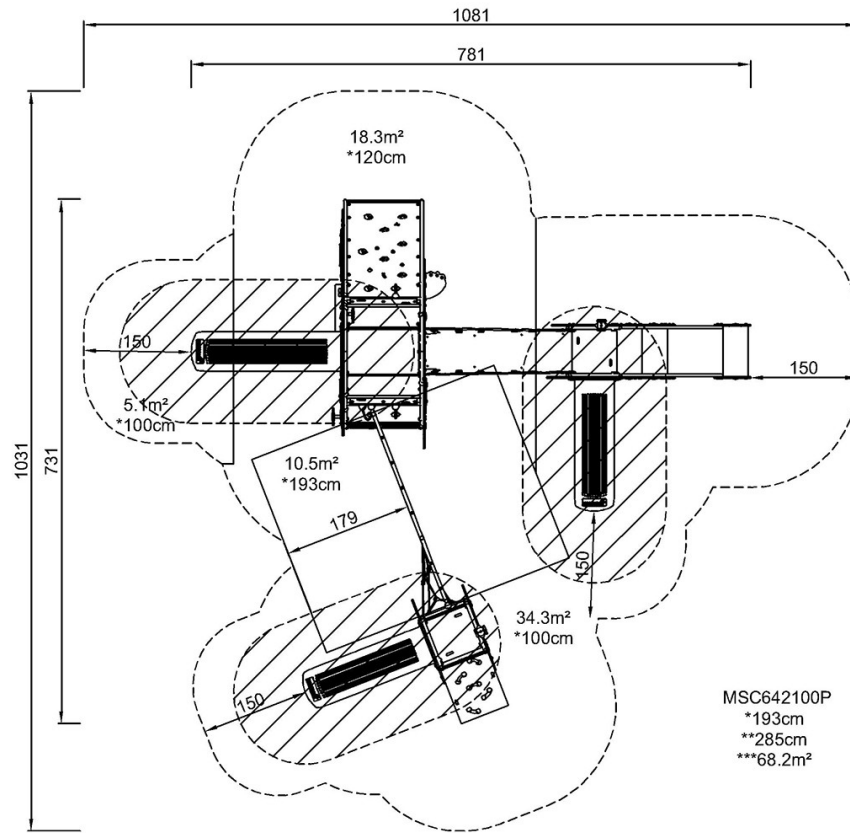 1081
781
18.3m²
*120cm
150
150
5.1m²
*100cm
1031
731
10.5m²
*193cm
179
150
34.3m²
*100cm
150
MSC642100P
*193cm
**285cm
***68.2m²